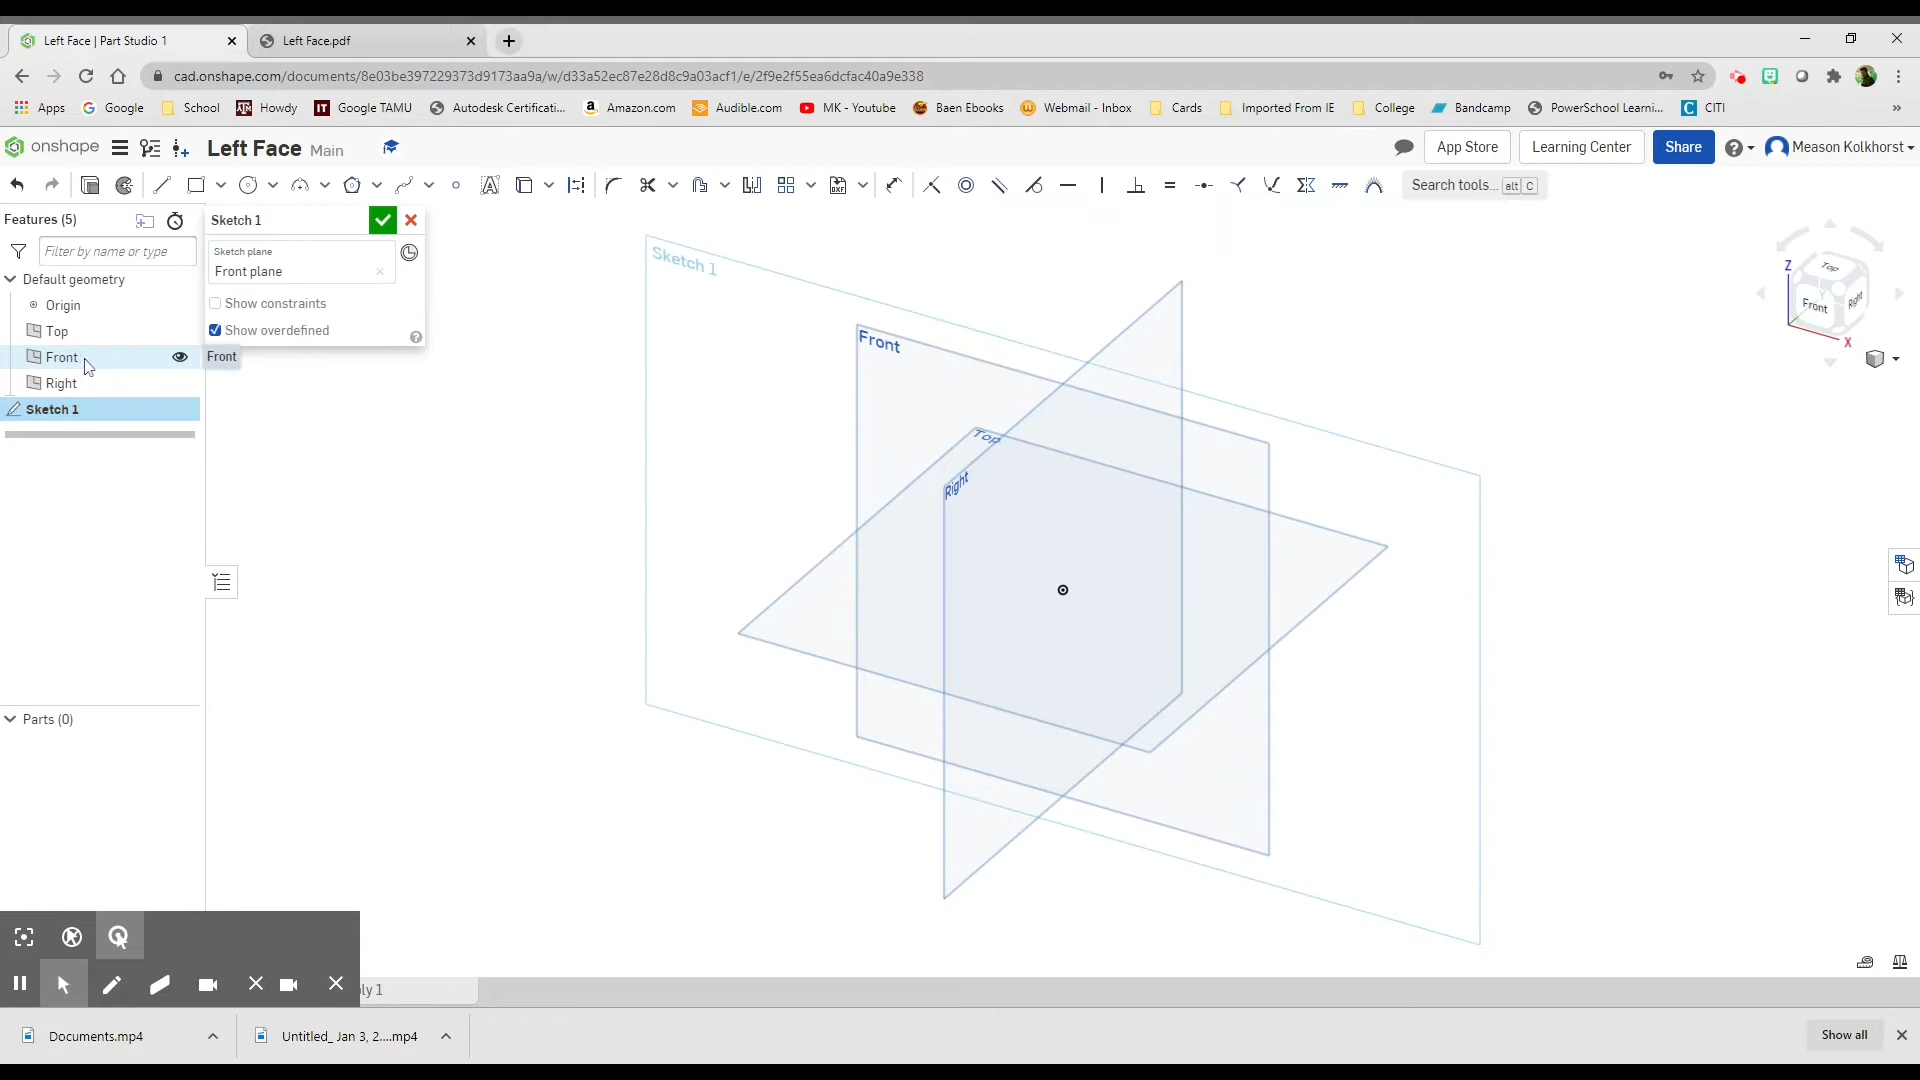 Left Face | Part Studio 1
Left Face.pdf
cad.onshape.com/documents/8e03be397229373d9173aa9a/w/d33a52ec87e28d8c9a03acf1/e/2f9e2f55ea6dcfac40a9e338
Apps Google School Howdy Google TAMU Autodesk Certificati... Amazon.com Audible.com MK - Youtube Baen Ebooks Webmail - Inbox Cards Imported From IE College Bandcamp PowerSchool Learni... CITI »
onshape Left Face Main App Store Learning Center Share Meason Kolkhorst
Search tools... alt C
Features (5)
Sketch 1
Filter by name or type
Sketch plane
Front plane
Default geometry
Show constraints
Origin
Show overdefined
Top
Front
Front
Right
Sketch 1
Sketch 1
Front
Top
Right
Top
Front
Right
Z
Y
X
Parts (0)
ly 1
Documents.mp4
Untitled_ Jan 3, 2....mp4
Show all